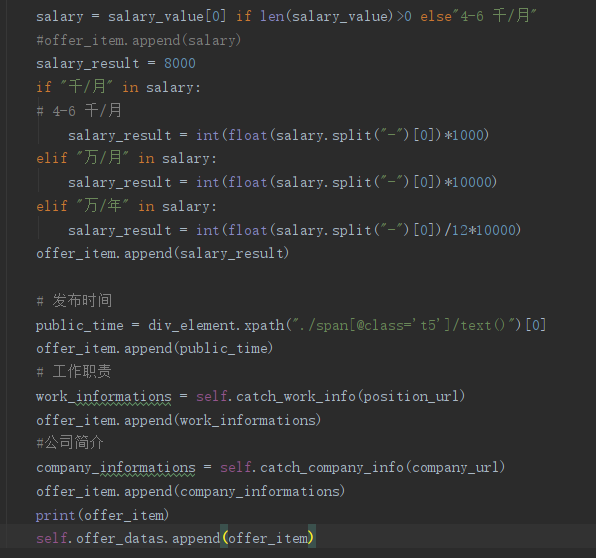 salary = salary_value[0] if len(salary_value)>0 else"4-6 千/月"
#offer_item.append(salary)
salary_result = 8000
if "千/月" in salary:
# 4-6 千/月
salary_result = int(float(salary.split("-")[0])*1000)
elif "万/月" in salary:
salary_result = int(float(salary.split("-")[0])*10000)
elif "万/年" in salary:
salary_result = int(float(salary.split("-")[0])/12*10000)
offer_item.append(salary_result)
# 发布时间
public_time = div_element.xpath("./span[@class='t5']/text()")[0]
offer_item.append(public_time)
# 工作职责
work_informations = self.catch_work_info(position_url)
offer_item.append(work_informations)
#公司简介
company_informations = self.catch_company_info(company_url)
offer_item.append(company_informations)
print(offer_item)
self.offer_datas.append(offer_item)